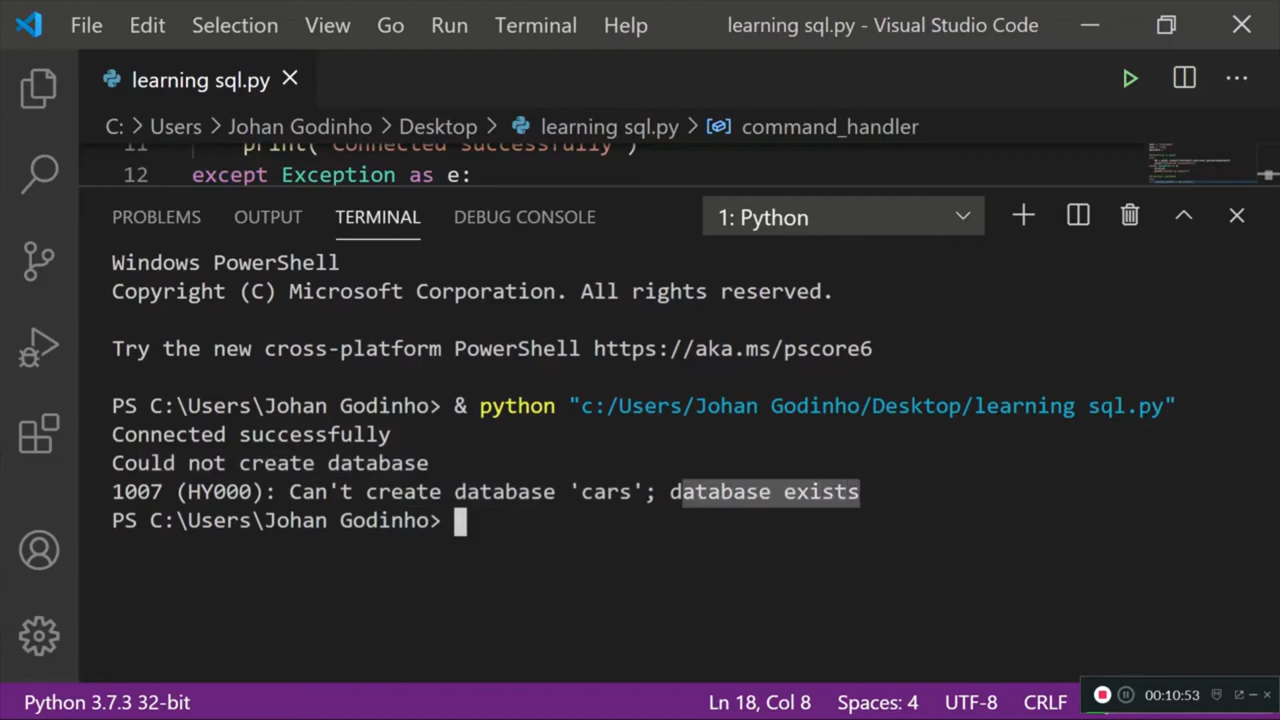 File Edit Selection View Go Run Terminal Help learning sql.py - Visual Studio Code
learning sql.py
C: > Users > Johan Godinho > Desktop > learning sql.py > command_handler
11 print("Connected successfully")
12 except Exception as e:
PROBLEMS OUTPUT TERMINAL DEBUG CONSOLE 1: Python
Windows PowerShell
Copyright (C) Microsoft Corporation. All rights reserved.
Try the new cross-platform PowerShell https://aka.ms/pscore6
PS C:\Users\Johan Godinho> & python "c:/Users/Johan Godinho/Desktop/learning sql.py"
Connected successfully
Could not create database
1007 (HY000): Can't create database 'cars'; database exists
PS C:\Users\Johan Godinho>
Python 3.7.3 32-bit Ln 18, Col 8 Spaces: 4 UTF-8 CRLF 00:10:53